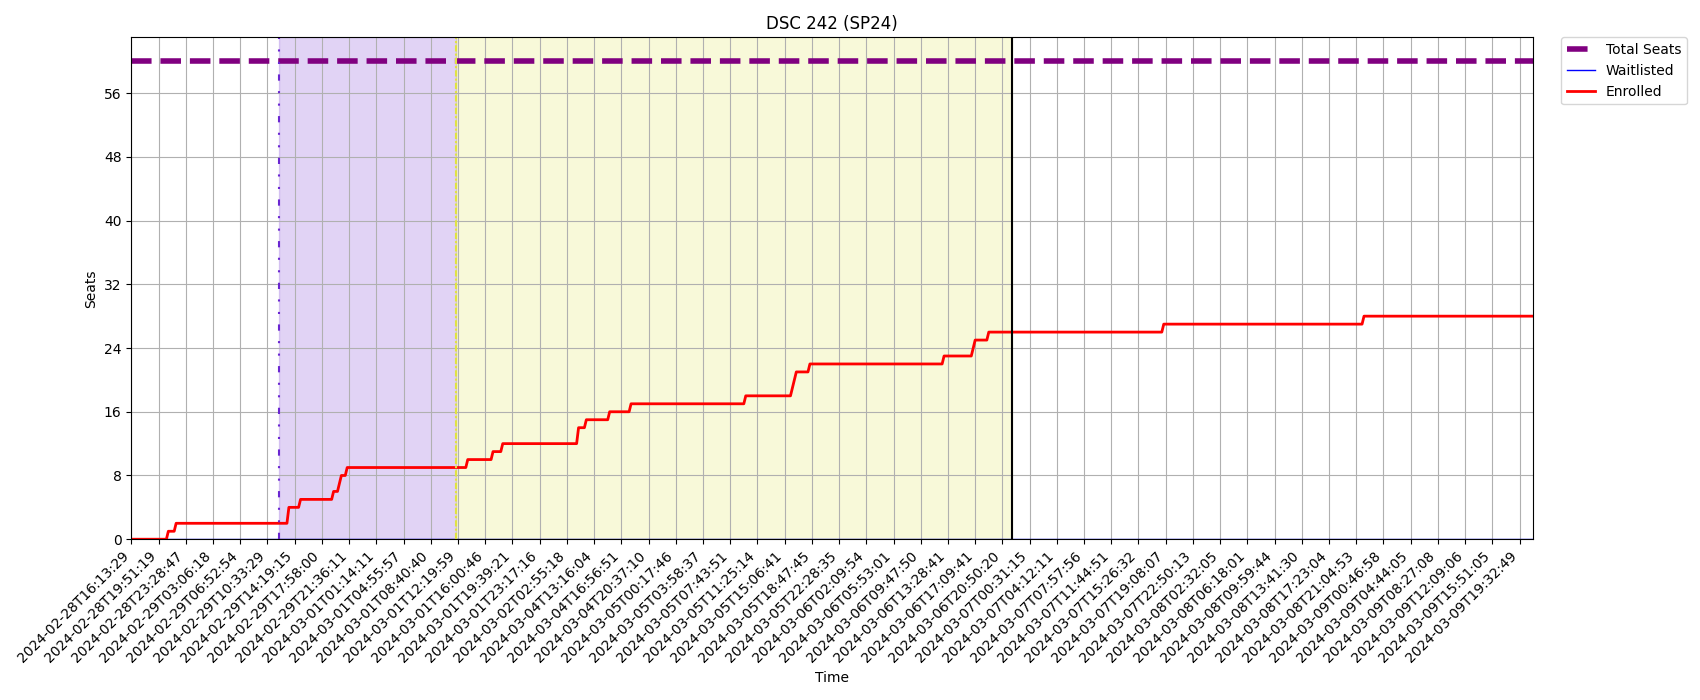 DSC 242 (SP24)
Total Seats
Waitlisted
Enrolled
Seats
56
48
40
32
24
16
8
0
2024-02-28T16:13:29
2024-02-28T19:51:19
2024-02-28T23:28:47
2024-02-29T03:06:18
2024-02-29T06:52:54
2024-02-29T10:33:29
2024-02-29T14:19:15
2024-02-29T17:58:00
2024-02-29T21:36:11
2024-03-01T01:14:11
2024-03-01T04:55:57
2024-03-01T08:40:40
2024-03-01T12:19:59
2024-03-01T16:00:46
2024-03-01T19:39:21
2024-03-01T23:17:16
2024-03-02T02:55:18
2024-03-04T13:16:04
2024-03-04T16:56:51
2024-03-04T20:37:10
2024-03-05T00:17:46
2024-03-05T03:58:37
2024-03-05T07:43:51
2024-03-05T11:25:14
2024-03-05T15:06:41
2024-03-05T18:47:45
2024-03-05T22:28:35
2024-03-06T02:09:54
2024-03-06T05:53:01
2024-03-06T09:47:50
2024-03-06T13:28:41
2024-03-06T17:09:41
2024-03-06T20:50:20
2024-03-07T00:31:15
2024-03-07T04:12:11
2024-03-07T07:57:56
2024-03-07T11:44:51
2024-03-07T15:26:32
2024-03-07T19:08:07
2024-03-07T22:50:13
2024-03-08T02:32:05
2024-03-08T06:18:01
2024-03-08T09:59:44
2024-03-08T13:41:30
2024-03-08T17:23:04
2024-03-08T21:04:53
2024-03-09T00:46:58
2024-03-09T04:44:05
2024-03-09T08:27:08
2024-03-09T12:09:06
2024-03-09T15:51:05
2024-03-09T19:32:49
Time